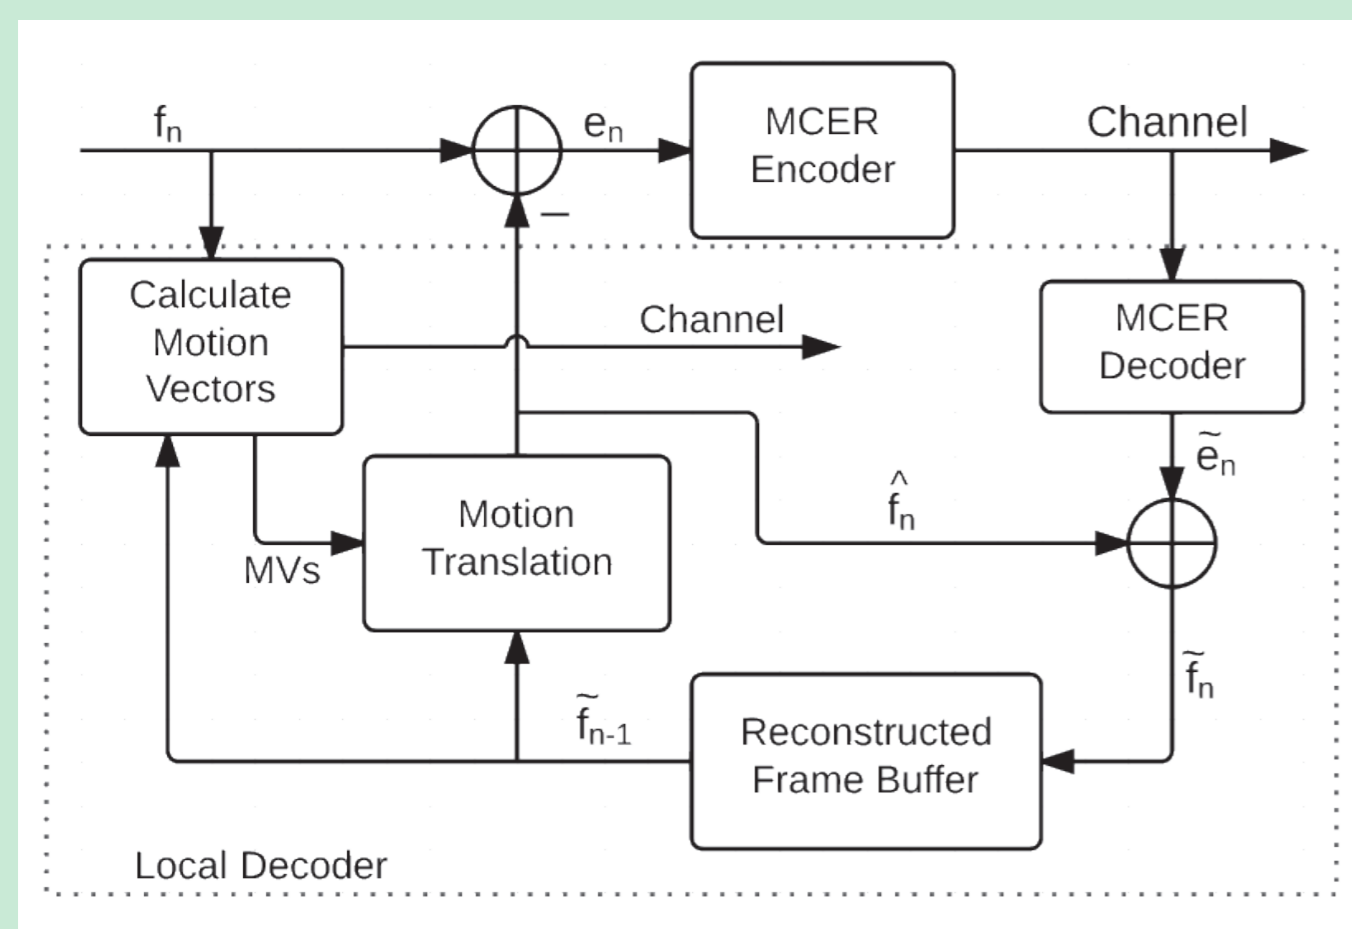 fn
en
MCER
Encoder
Channel
–
Calculate
Motion
Vectors
Channel
MCER
Decoder
ẽn
Motion
Translation
MVs
f̂n
f̃n
f̃n-1
Reconstructed
Frame Buffer
Local Decoder